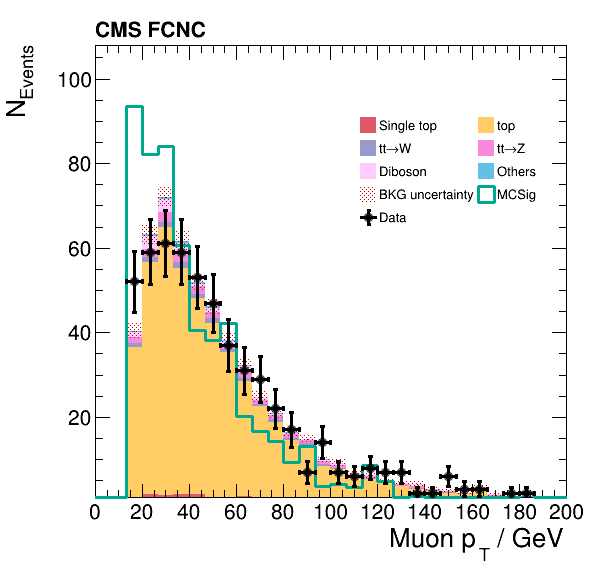 CMS FCNC
N_Events
100
80
60
40
20
Single top
top
tt→W
tt→Z
Diboson
Others
BKG uncertainty
MCSig
Data
0 20 40 60 80 100 120 140 160 180 200
Muon p_T / GeV